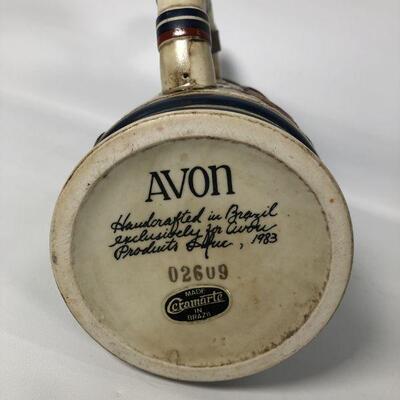 AVON
Handcrafted in Brazil
exclusively for Avon
Products Inc, 1983
02609
MADE
Ceramarte
IN
BRAZIL